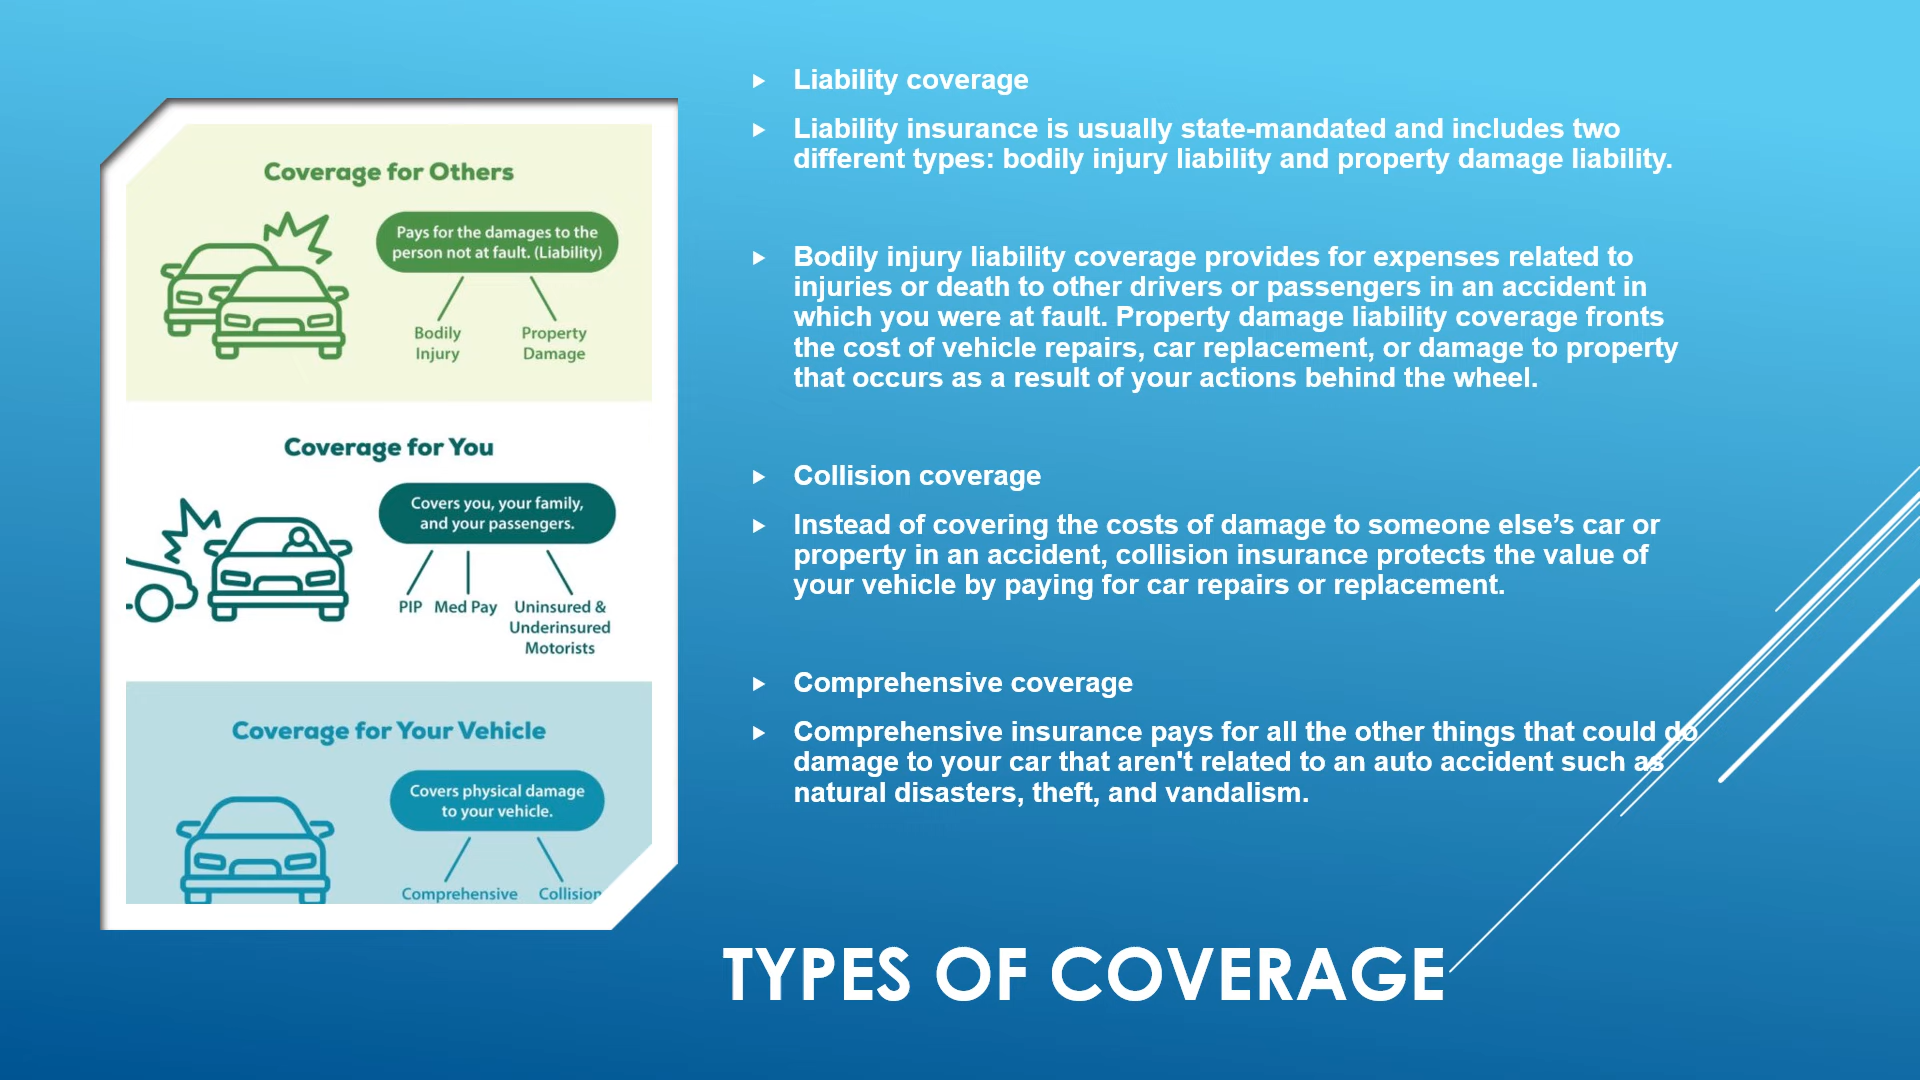 Coverage for Others
Pays for the damages to the
person not at fault. (Liability)
Bodily
Injury
Property
Damage
Coverage for You
Covers you, your family,
and your passengers.
PIP
Med Pay
Uninsured &
Underinsured
Motorists
Coverage for Your Vehicle
Covers physical damage
to your vehicle.
Comprehensive
Collision
Liability coverage
Liability insurance is usually state-mandated and includes two
different types: bodily injury liability and property damage liability.
Bodily injury liability coverage provides for expenses related to
injuries or death to other drivers or passengers in an accident in
which you were at fault. Property damage liability coverage fronts
the cost of vehicle repairs, car replacement, or damage to property
that occurs as a result of your actions behind the wheel.
Collision coverage
Instead of covering the costs of damage to someone else’s car or
property in an accident, collision insurance protects the value of
your vehicle by paying for car repairs or replacement.
Comprehensive coverage
Comprehensive insurance pays for all the other things that could do
damage to your car that aren't related to an auto accident such as
natural disasters, theft, and vandalism.
TYPES OF COVERAGE